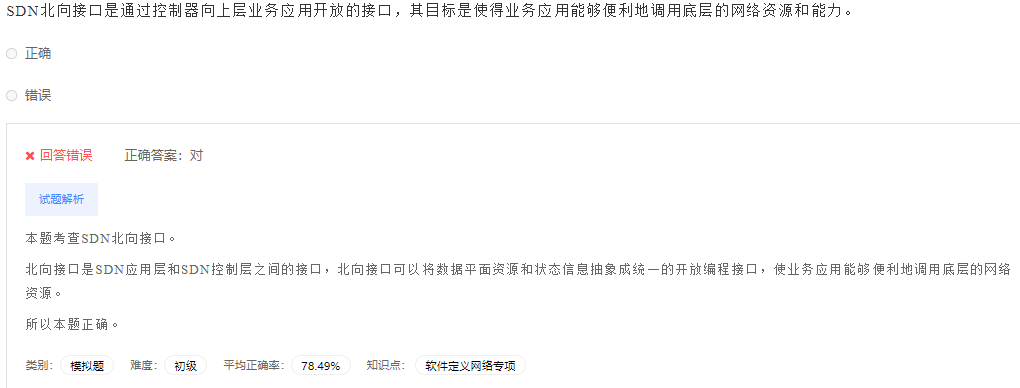 SDN北向接口是通过控制器向上层业务应用开放的接口，其目标是使得业务应用能够便利地调用底层的网络资源和能力。
正确
错误
回答错误 正确答案：对
试题解析
本题考查SDN北向接口。
北向接口是SDN应用层和SDN控制层之间的接口，北向接口可以将数据平面资源和状态信息抽象成统一的开放编程接口，使业务应用能够便利地调用底层的网络
资源。
所以本题正确。
类别： 模拟题 难度： 初级 平均正确率： 78.49% 知识点： 软件定义网络专项